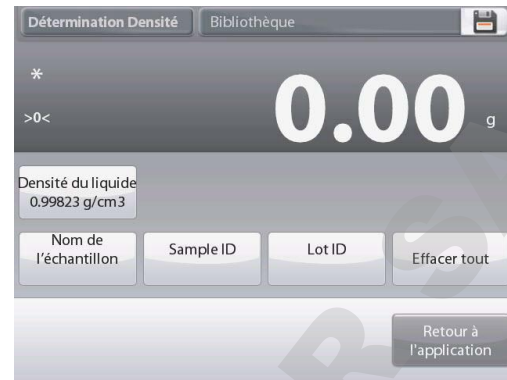 Détermination Densité
Bibliothèque
*
>0<
0.00 g
Densité du liquide
0.99823 g/cm3
Nom de
l'échantillon
Sample ID
Lot ID
Effacer tout
Retour à
l'application